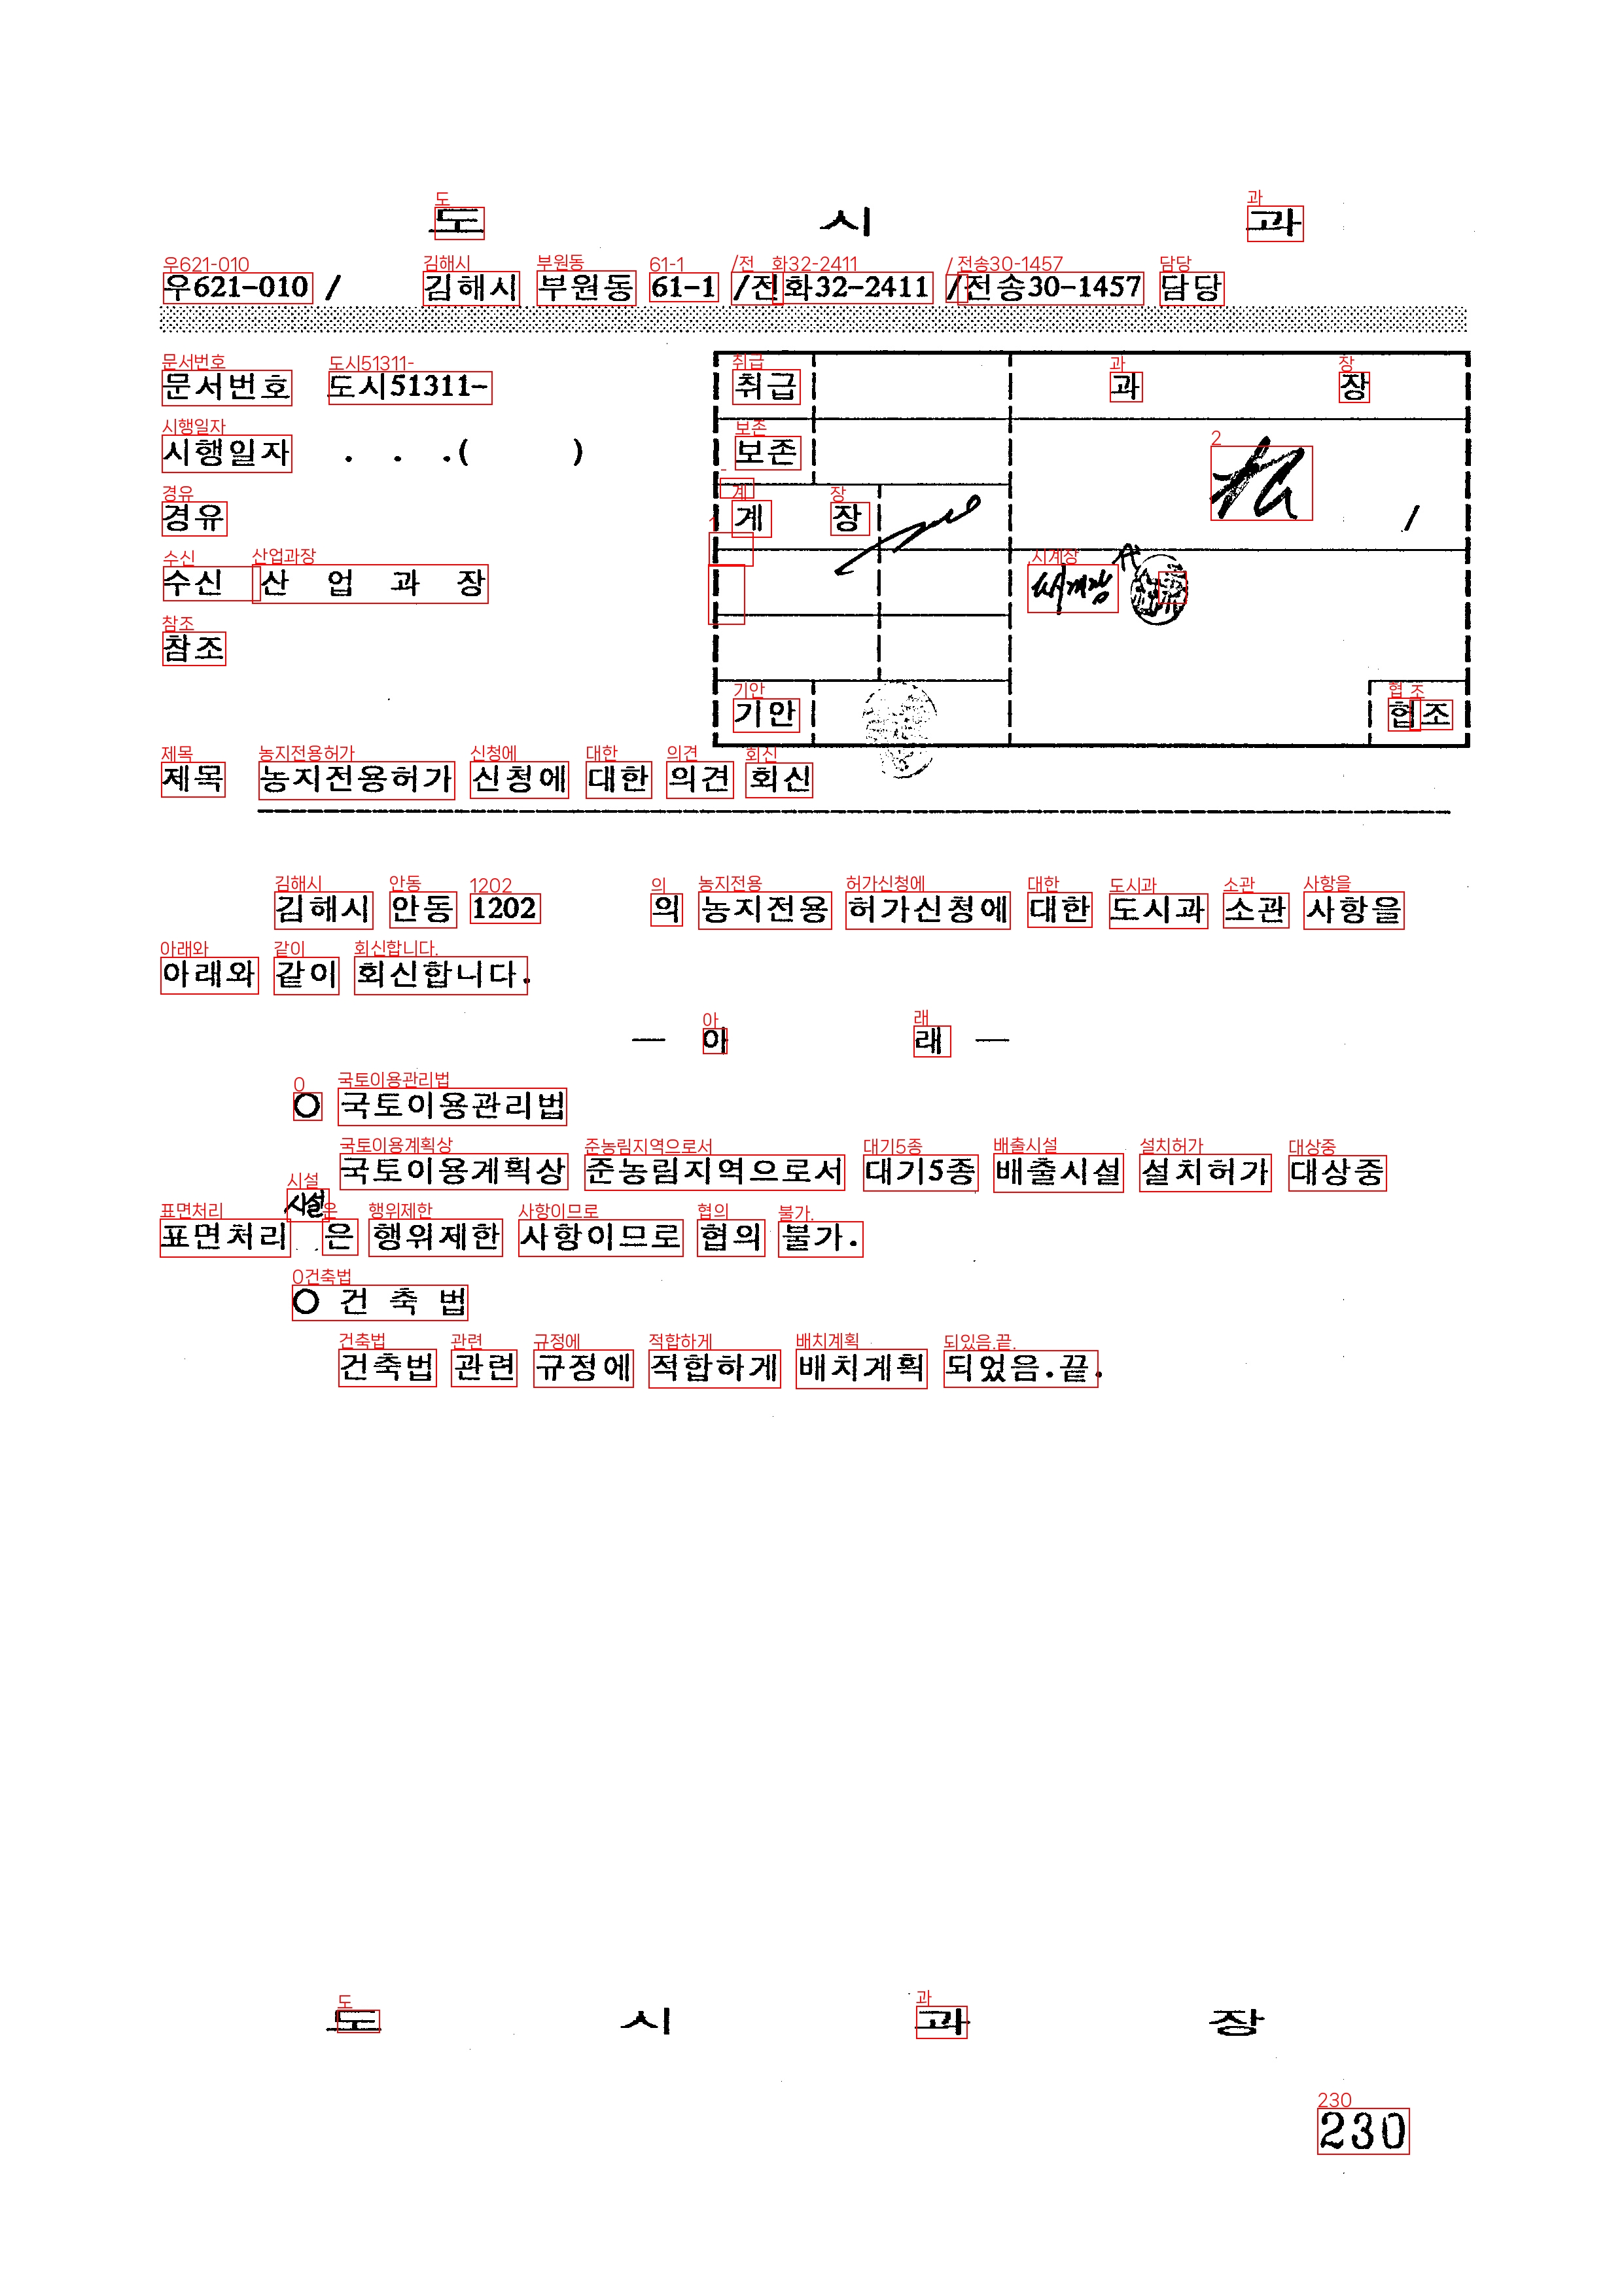 도 시 과
우621-010 / 김해시 부원동 61-1 /전화32-2411 /전송30-1457 담당
문서번호 도시51311-
시행일자 . . .( )
경유
수신 산 업 과 장
참조
취급
보존
계 장
기안
과 장
시계장
협조
제목 농지전용허가 신청에 대한 의견 회신
김해시 안동 1202 의 농지전용 허가신청에 대한 도시과 소관 사항을
아래와 같이 회신합니다.
— 아 래 —
○ 국토이용관리법
국토이용계획상 준농림지역으로서 대기5종 배출시설 설치허가 대상중
표면처리 시설은 행위제한 사항이므로 협의 불가.
○ 건 축 법
건축법 관련 규정에 적합하게 배치계획 되었음.끝.
도 시 과 장
230